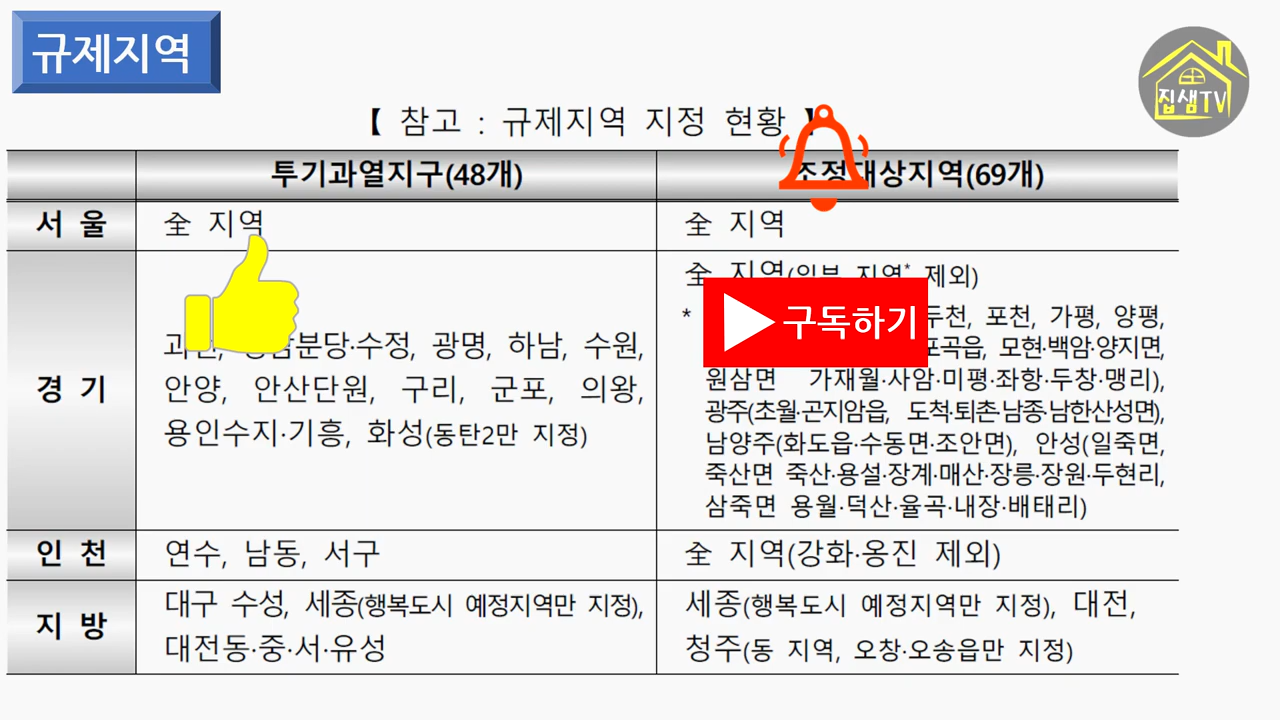 규제지역
집샘TV
【 참고 : 규제지역 지정 현황 】
투기과열지구(48개)
조정대상지역(69개)
서 울
全 지역
全 지역
경 기
분당·수정, 광명, 하남, 수원,
안양, 안산단원, 구리, 군포, 의왕,
용인수지·기흥, 화성(동탄2만 지정)
全 지역(일부 지역* 제외)
* 구독하기
두천, 포천, 가평, 양평,
포곡읍, 모현·백암·양지면,
원삼면 가재월·사암·미평·좌항·두창·맹리),
광주(초월·곤지암읍, 도척·퇴촌·남종·남한산성면),
남양주(화도읍·수동면·조안면), 안성(일죽면,
죽산면 죽산·용설·장계·매산·장릉·장원·두현리,
삼죽면 용월·덕산·율곡·내장·배태리)
인 천
연수, 남동, 서구
全 지역(강화·옹진 제외)
지 방
대구 수성, 세종(행복도시 예정지역만 지정),
대전동·중·서·유성
세종(행복도시 예정지역만 지정), 대전,
청주(동 지역, 오창·오송읍만 지정)